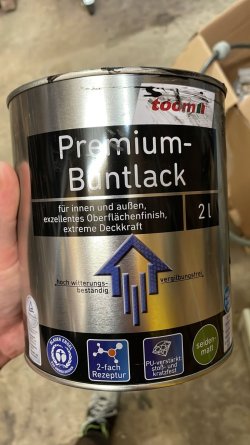 toom
Premium-
Buntlack
für innen und außen,
exzellentes Oberflächenfinish,
extreme Deckkraft
2 l
hoch witterungs-
beständig
vergilbungsfrei
2-fach
Rezeptur
PU-verstärkt
stoß- und
kratzfest
seiden-
matt